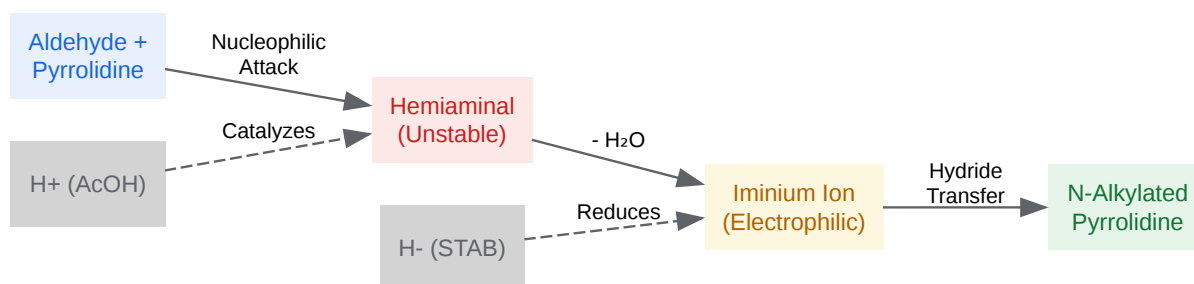 Aldehyde +
Pyrrolidine
Nucleophilic
Attack
Hemiaminal
(Unstable)
Catalyzes
H+ (AcOH)
- H₂O
Iminium Ion
(Electrophilic)
Reduces
H- (STAB)
Hydride
Transfer
N-Alkylated
Pyrrolidine